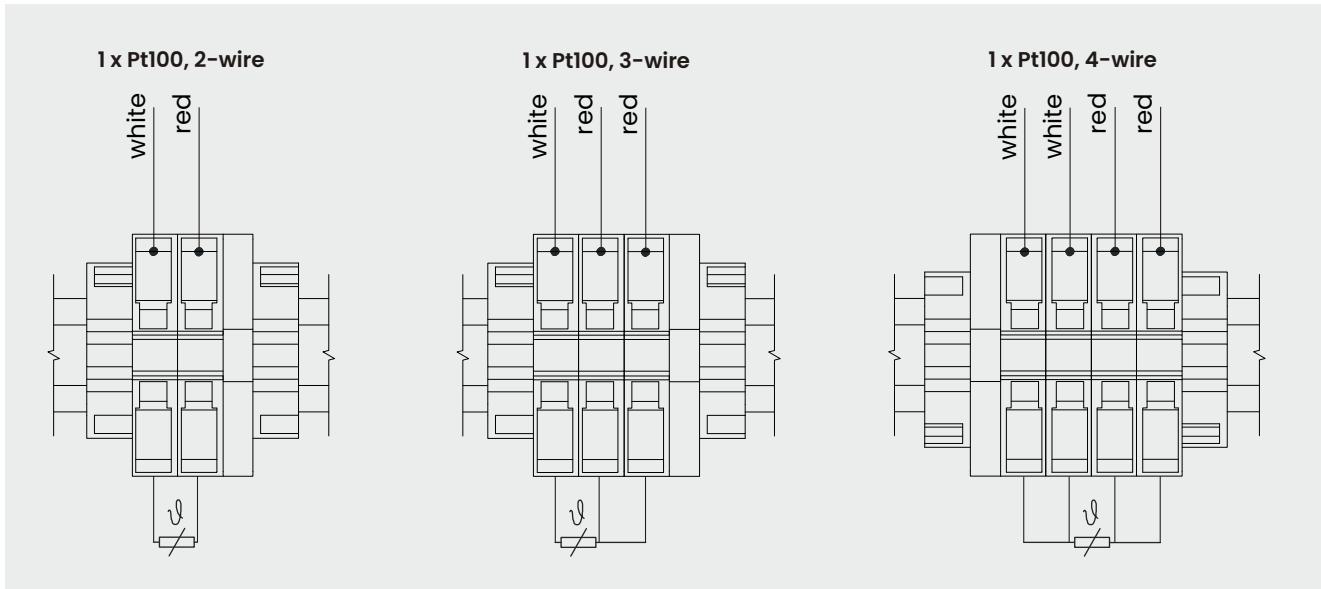 1 x Pt100, 2-wire
white
red
1 x Pt100, 3-wire
white
red
red
1 x Pt100, 4-wire
white
white
red
red
ϑ
ϑ
ϑ